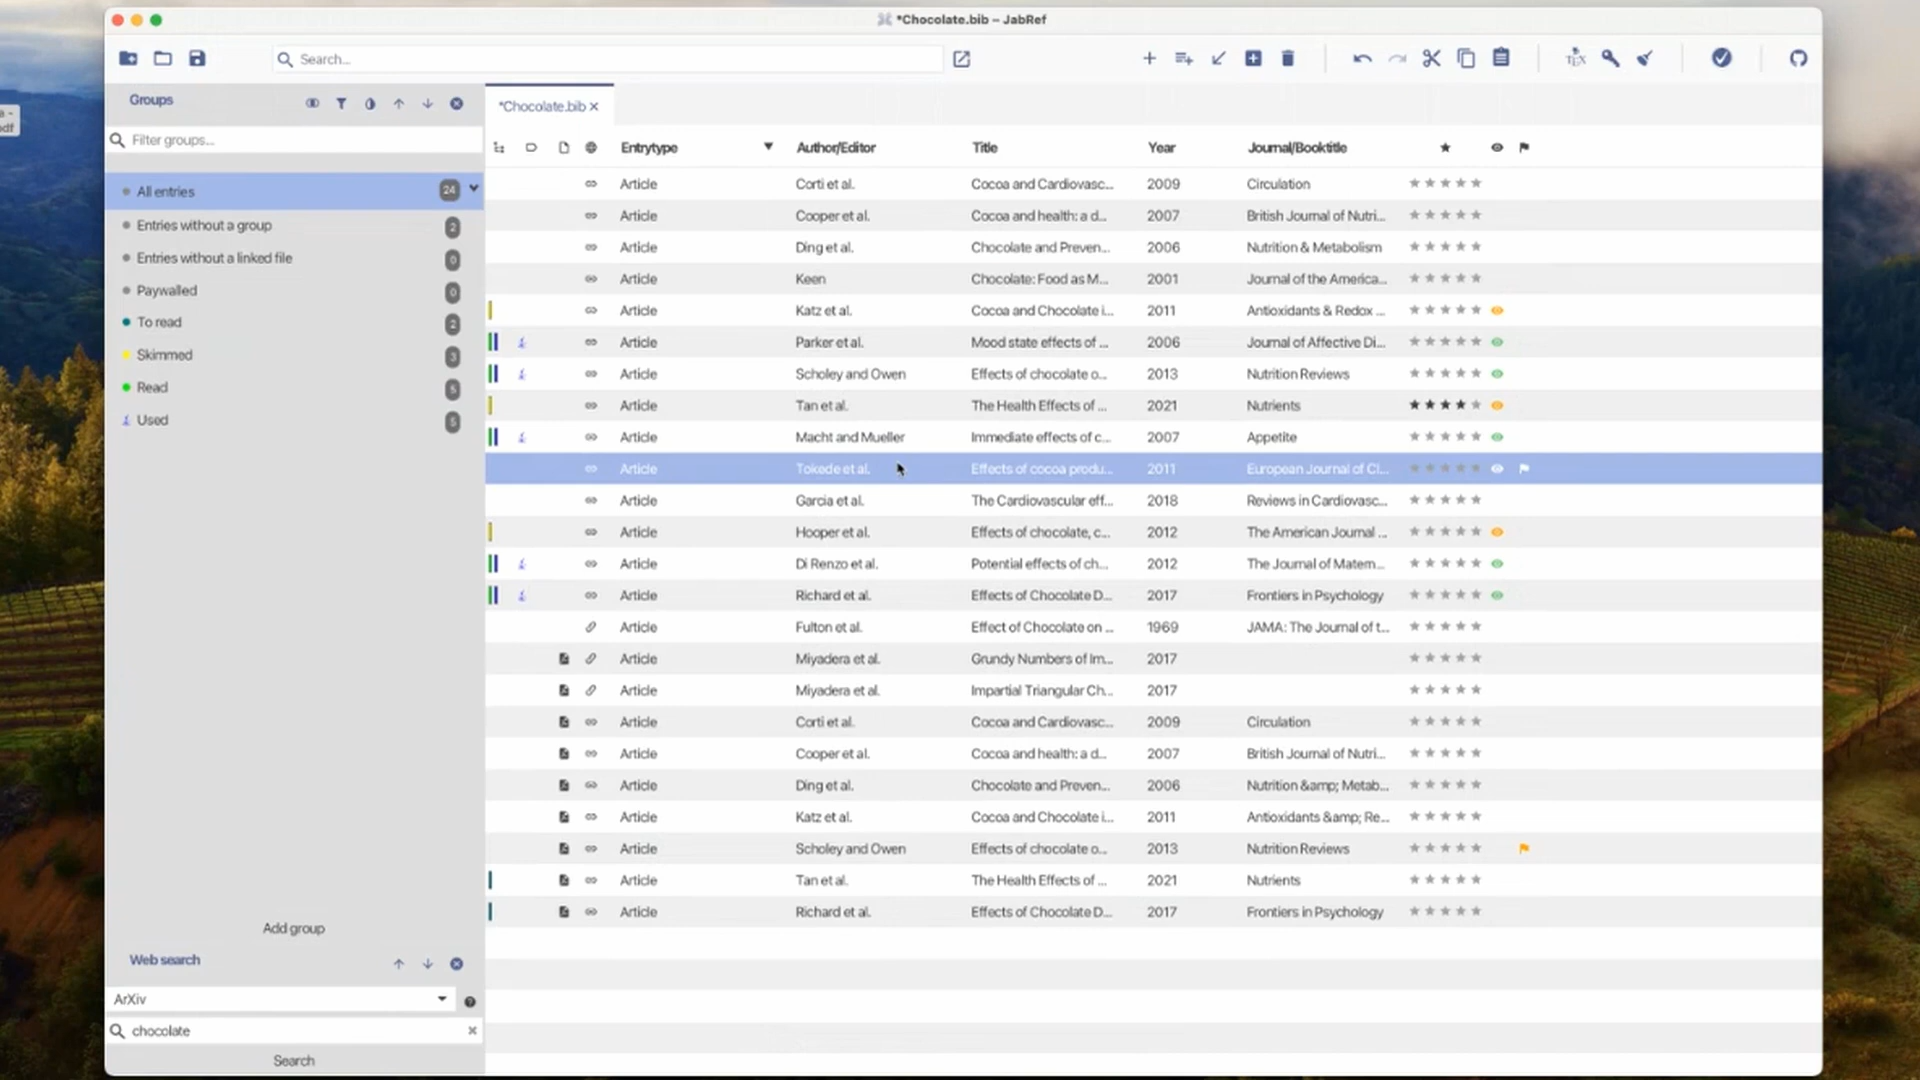 *Chocolate.bib – JabRef
Search...
Groups
Filter groups...
All entries 24
Entries without a group 2
Entries without a linked file 0
Paywalled 0
To read 2
Skimmed 3
Read 5
Used 5
Add group
Web search
ArXiv
chocolate
Search
*Chocolate.bib
Entrytype Author/Editor Title Year Journal/Booktitle
Article Corti et al. Cocoa and Cardiovasc... 2009 Circulation
Article Cooper et al. Cocoa and health: a d... 2007 British Journal of Nutri...
Article Ding et al. Chocolate and Preven... 2006 Nutrition & Metabolism
Article Keen Chocolate: Food as M... 2001 Journal of the America...
Article Katz et al. Cocoa and Chocolate i... 2011 Antioxidants & Redox ...
Article Parker et al. Mood state effects of ... 2006 Journal of Affective Di...
Article Scholey and Owen Effects of chocolate o... 2013 Nutrition Reviews
Article Tan et al. The Health Effects of ... 2021 Nutrients
Article Macht and Mueller Immediate effects of c... 2007 Appetite
Article Tokede et al. Effects of cocoa produ... 2011 European Journal of Cl...
Article Garcia et al. The Cardiovascular eff... 2018 Reviews in Cardiovasc...
Article Hooper et al. Effects of chocolate, c... 2012 The American Journal ...
Article Di Renzo et al. Potential effects of ch... 2012 The Journal of Matern...
Article Richard et al. Effects of Chocolate D... 2017 Frontiers in Psychology
Article Fulton et al. Effect of Chocolate on ... 1969 JAMA: The Journal of t...
Article Miyadera et al. Grundy Numbers of Im... 2017
Article Miyadera et al. Impartial Triangular Ch... 2017
Article Corti et al. Cocoa and Cardiovasc... 2009 Circulation
Article Cooper et al. Cocoa and health: a d... 2007 British Journal of Nutri...
Article Ding et al. Chocolate and Preven... 2006 Nutrition &amp; Metab...
Article Katz et al. Cocoa and Chocolate i... 2011 Antioxidants &amp; Re...
Article Scholey and Owen Effects of chocolate o... 2013 Nutrition Reviews
Article Tan et al. The Health Effects of ... 2021 Nutrients
Article Richard et al. Effects of Chocolate D... 2017 Frontiers in Psychology